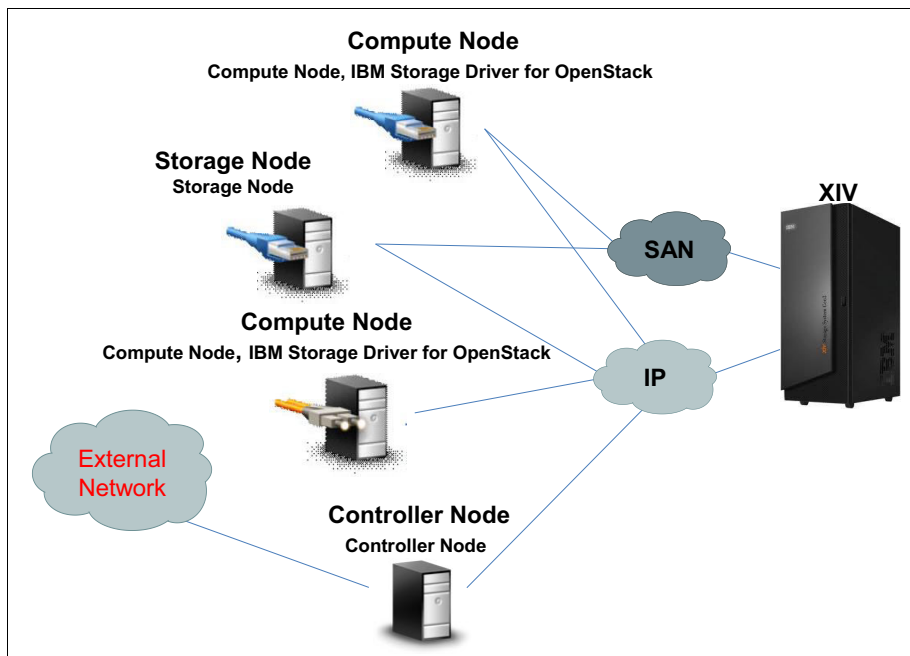 Compute Node
Compute Node, IBM Storage Driver for OpenStack
Storage Node
Storage Node
XIV
SAN
Compute Node
Compute Node, IBM Storage Driver for OpenStack
IP
External
Network
Controller Node
Controller Node